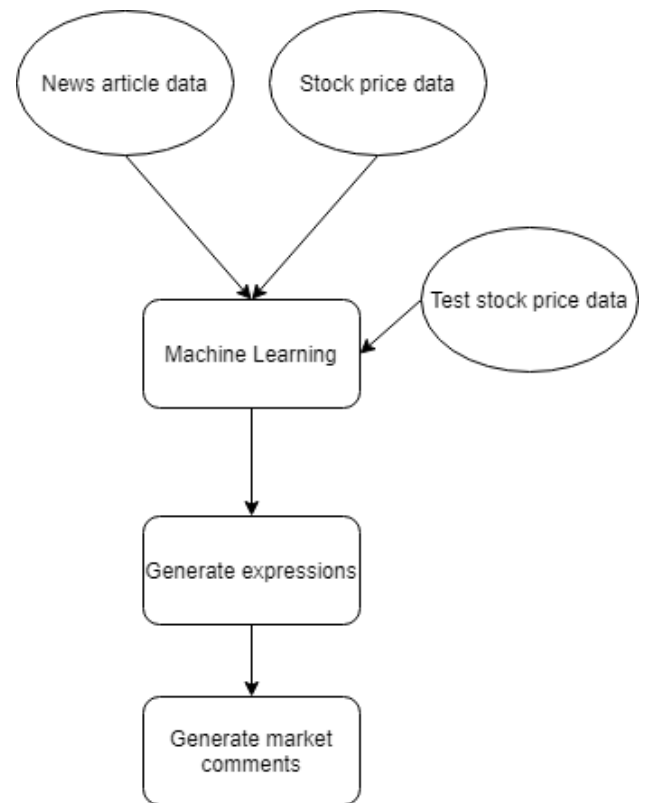 News article data
Stock price data
Test stock price data
Machine Learning
Generate expressions
Generate market
comments